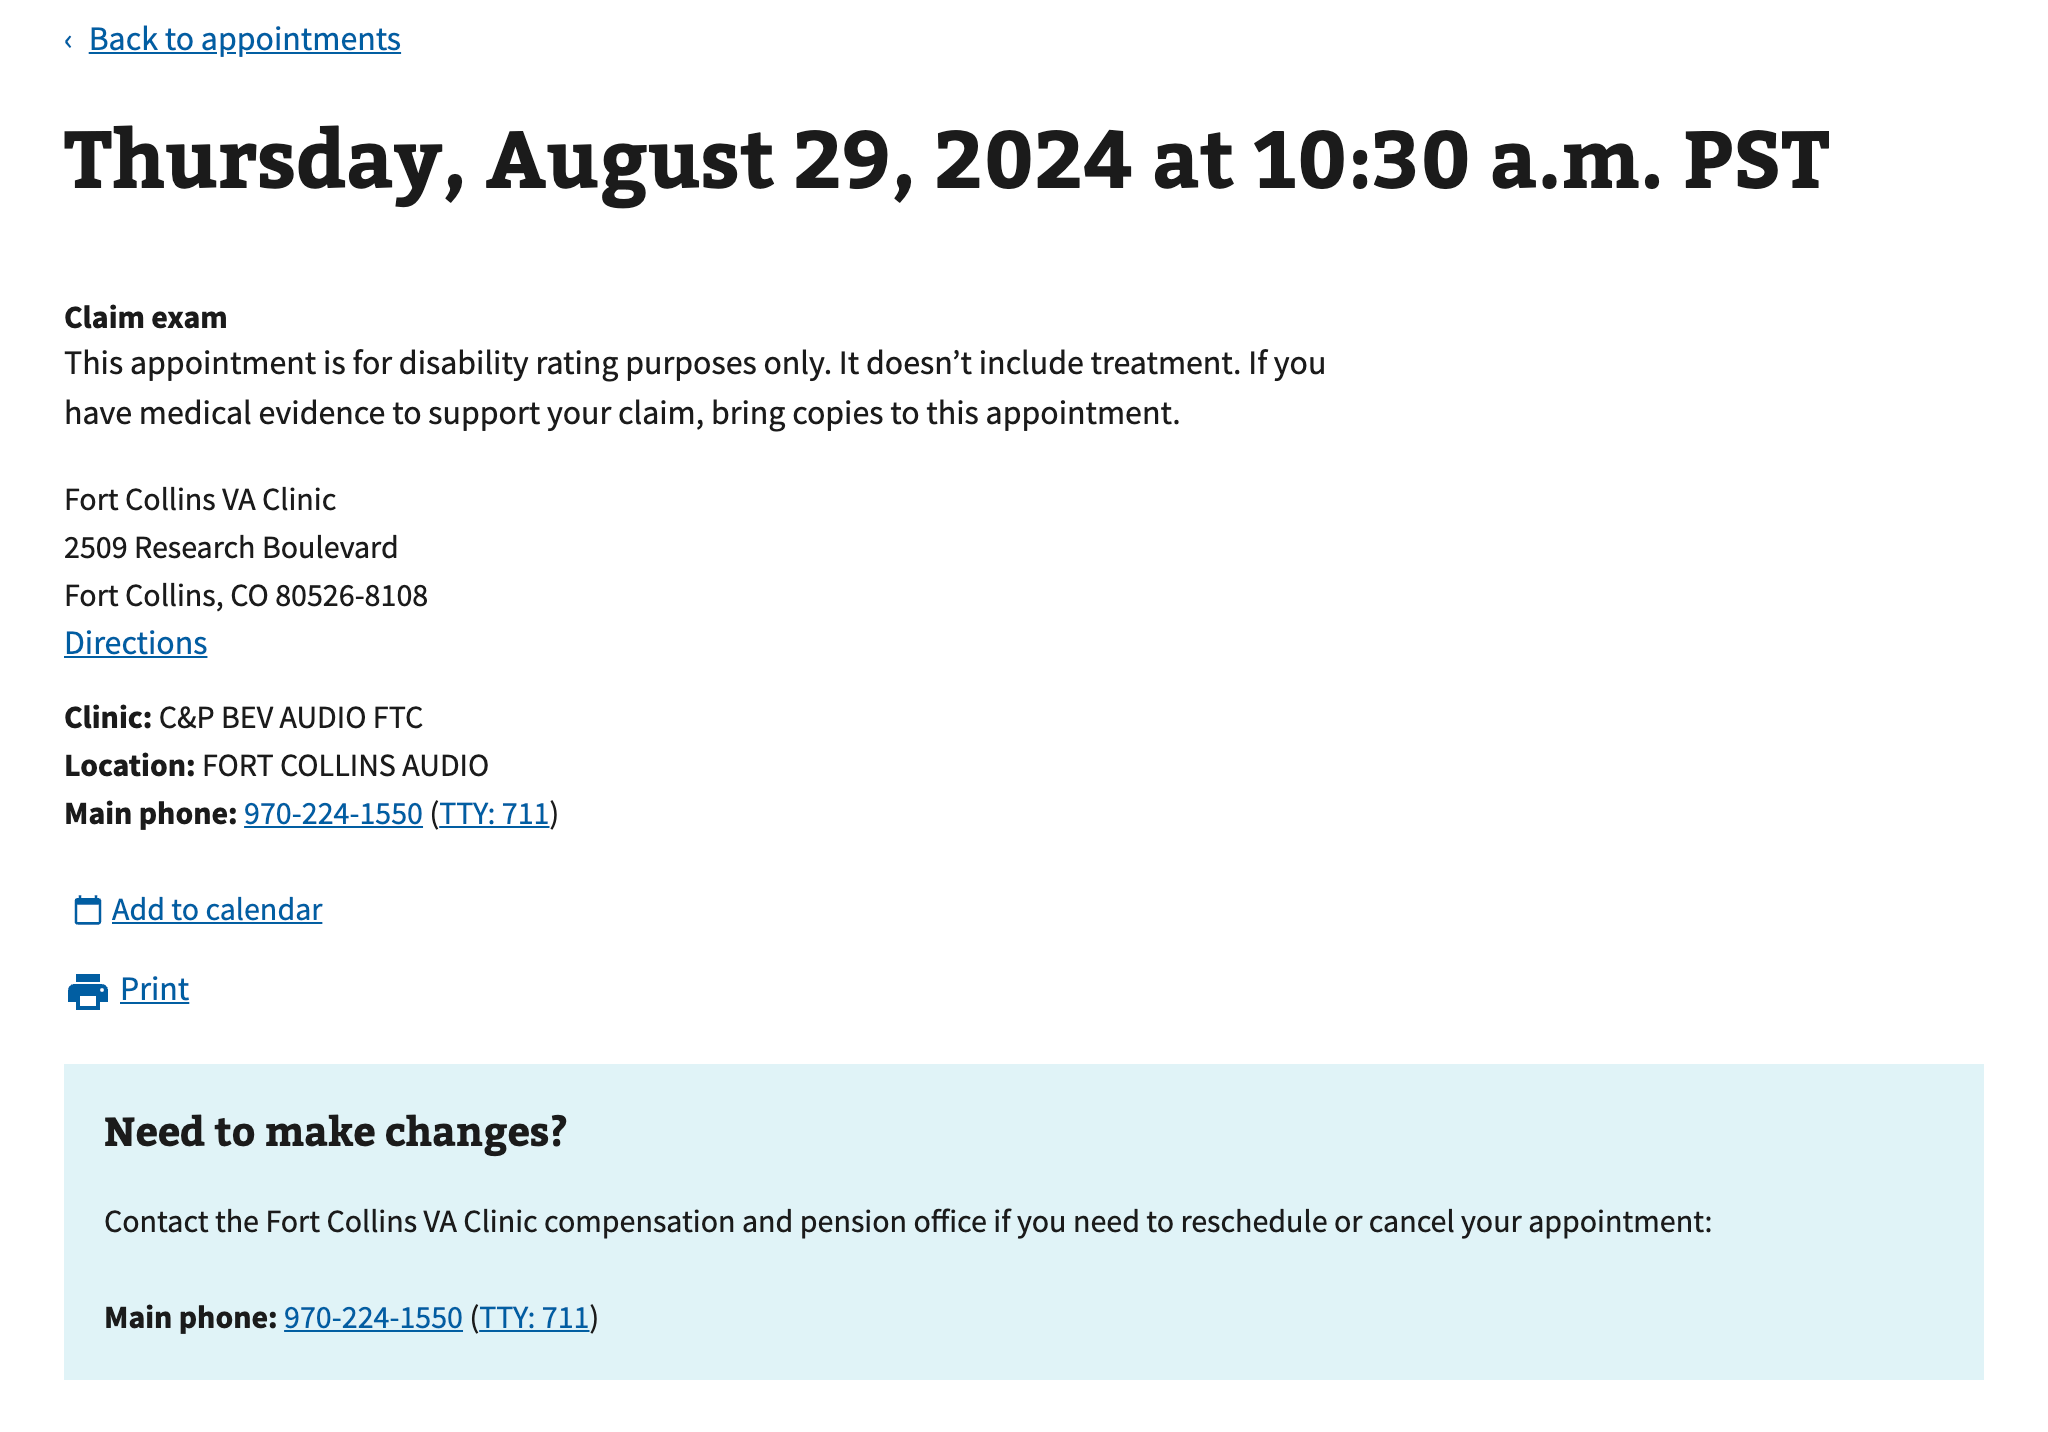 ‹ Back to appointments
Thursday, August 29, 2024 at 10:30 a.m. PST
Claim exam
This appointment is for disability rating purposes only. It doesn’t include treatment. If you
have medical evidence to support your claim, bring copies to this appointment.
Fort Collins VA Clinic
2509 Research Boulevard
Fort Collins, CO 80526-8108
Directions
Clinic: C&P BEV AUDIO FTC
Location: FORT COLLINS AUDIO
Main phone: 970-224-1550 (TTY: 711)
Add to calendar
Print
Need to make changes?
Contact the Fort Collins VA Clinic compensation and pension office if you need to reschedule or cancel your appointment:
Main phone: 970-224-1550 (TTY: 711)